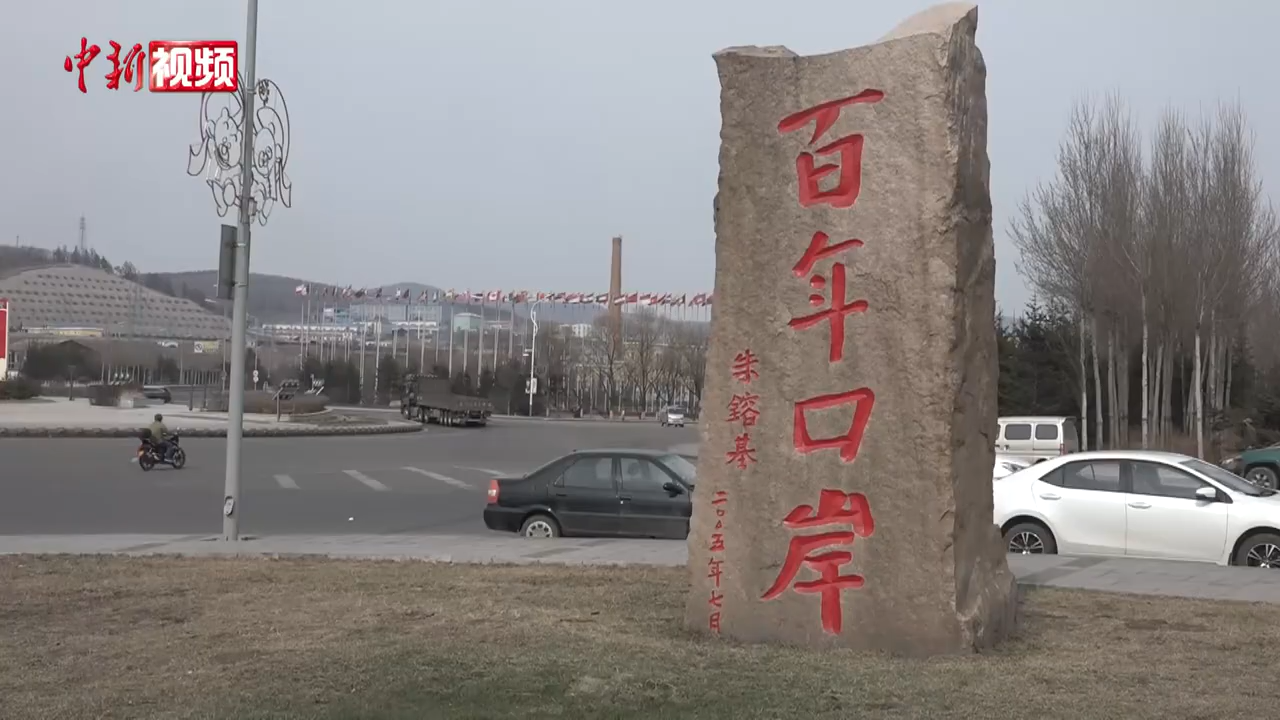 中新视频
百年口岸
朱鎔基
二〇〇五年七月